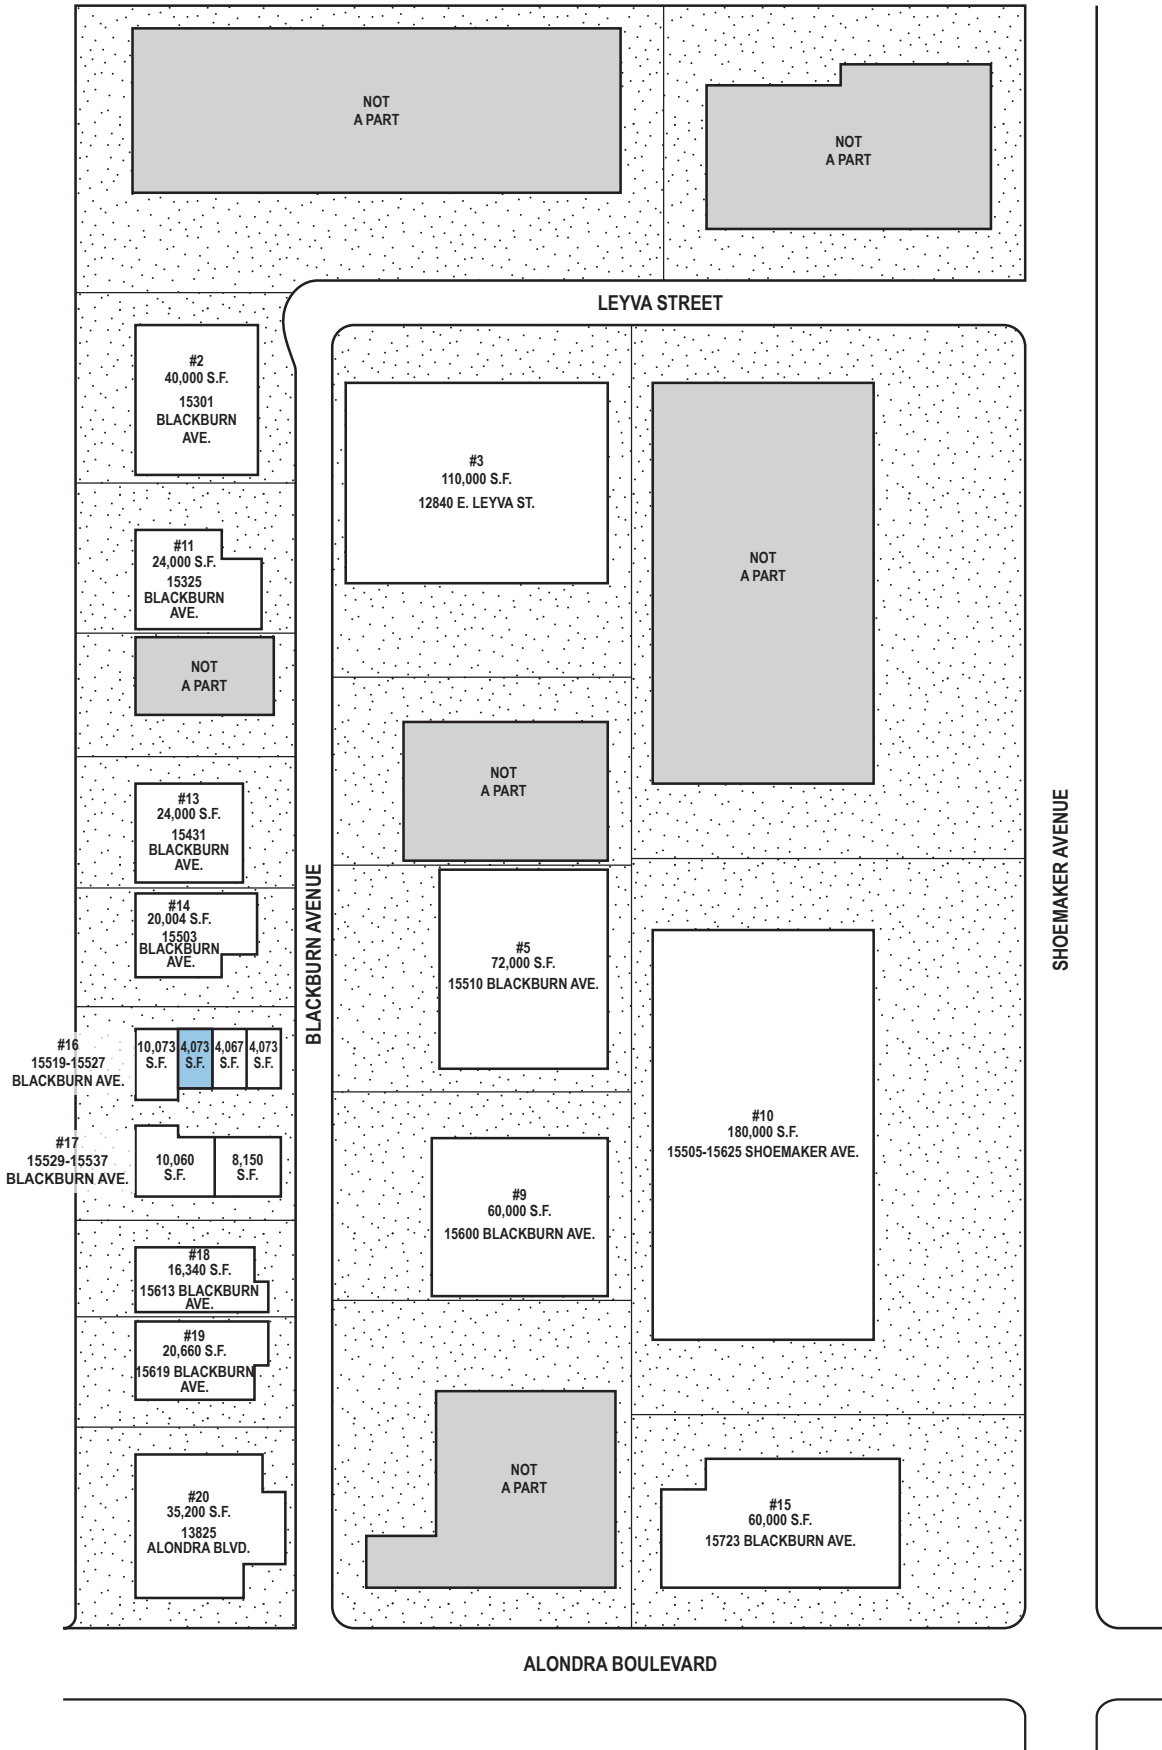 NOT
A PART
NOT
A PART
LEYVA STREET
#2
40,000 S.F.
15301
BLACKBURN
AVE.
#3
110,000 S.F.
12840 E. LEYVA ST.
NOT
A PART
#11
24,000 S.F.
15325
BLACKBURN
AVE.
NOT
A PART
NOT
A PART
#13
24,000 S.F.
15431
BLACKBURN
AVE.
BLACKBURN AVENUE
SHOEMAKER AVENUE
#14
20,004 S.F.
15503
BLACKBURN
AVE.
#5
72,000 S.F.
15510 BLACKBURN AVE.
#16
15519-15527
BLACKBURN AVE.
10,073
S.F.
4,073
S.F.
4,067
S.F.
4,073
S.F.
#17
15529-15537
BLACKBURN AVE.
10,060
S.F.
8,150
S.F.
#10
180,000 S.F.
15505-15625 SHOEMAKER AVE.
#9
60,000 S.F.
15600 BLACKBURN AVE.
#18
16,340 S.F.
15613 BLACKBURN
AVE.
#19
20,660 S.F.
15619 BLACKBURN
AVE.
#20
35,200 S.F.
13825
ALONDRA BLVD.
NOT
A PART
#15
60,000 S.F.
15723 BLACKBURN AVE.
ALONDRA BOULEVARD